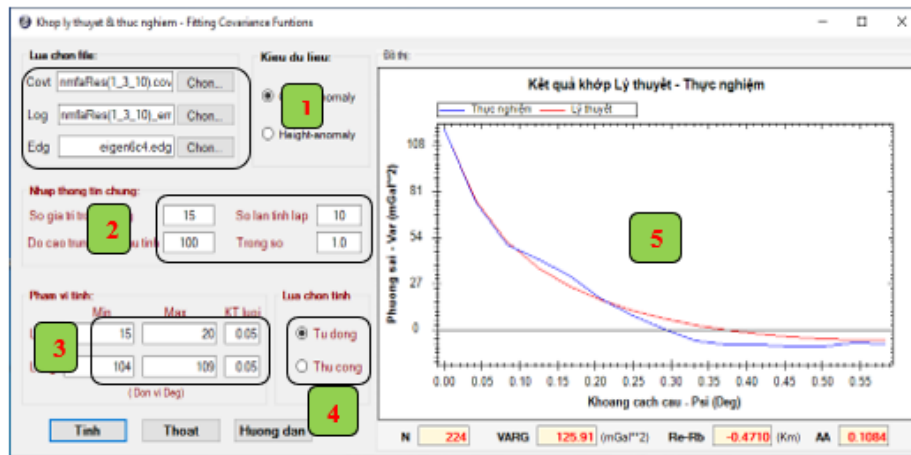 Khop ly thuyet & thuc nghiem - Fitting Covariance Funtions
Lua chon file:
Covt nmfaRes(1_3_10).cov Chon...
Log nmfaRes(1_3_10)_em Chon...
Edg eigen6c4.edg Chon...
Kieu du lieu:
1
anomaly
Height-anomaly
Nhap thong tin chung:
So gia tri 15 So lan tinh lap 10
2
Do cao tinh 100 Trong so 1.0
Pham vi tinh:
Min Max KT luoi
15 20 0.05
3
104 109 0.05
(Don vi Deg)
Lua chon tinh
Tu dong
Thu cong
4
Tinh Thoat Huong dan
Đồ thị:
Kết quả khớp Lý thuyết - Thực nghiệm
Thực nghiệm Lý thuyết
Phuong sai - Var (mGal**2)
108
81
54
27
0
5
0.00 0.05 0.10 0.15 0.20 0.25 0.30 0.35 0.40 0.45 0.50 0.55
Khoang cach cau - Psi (Deg)
N 224 VARG 125.91 (mGal**2) Re-Rb -0.4710 (Km) AA 0.1084